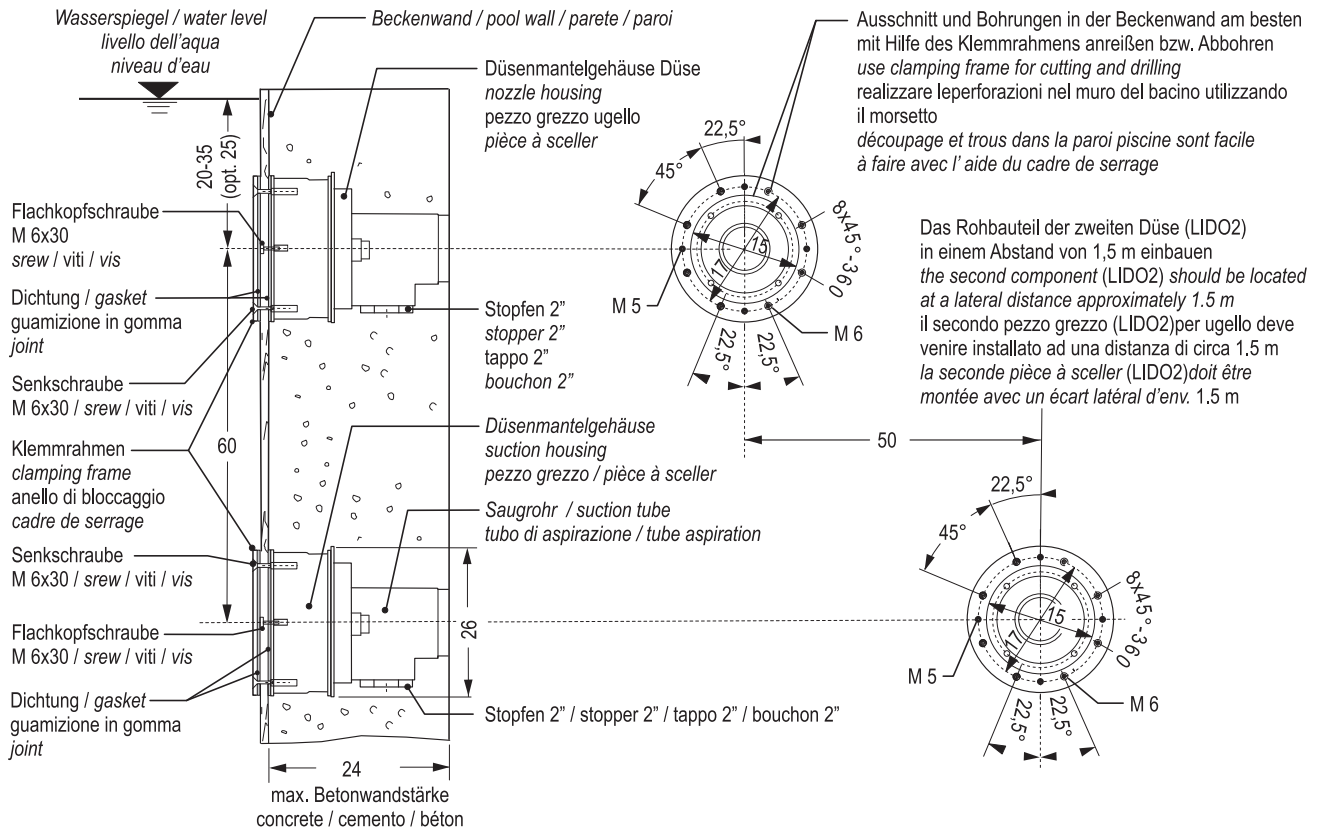 Wasserspiegel / water level
livello dell'aqua
niveau d'eau
Beckenwand / pool wall / parete / paroi
Düsenmantelgehäuse Düse
nozzle housing
pezzo grezzo ugello
pièce à sceller
Ausschnitt und Bohrungen in der Beckenwand am besten
mit Hilfe des Klemmrahmens anreißen bzw. Abbohren
use clamping frame for cutting and drilling
realizzare leperforazioni nel muro del bacino utilizzando
il morsetto
découpage et trous dans la paroi piscine sont facile
à faire avec l' aide du cadre de serrage
20-35
(opt. 25)
Flachkopfschraube
M 6x30
srew / viti / vis
Dichtung / gasket
guamizione in gomma
joint
Senkschraube
M 6x30 / srew / viti / vis
Klemmrahmen
clamping frame
anello di bloccaggio
cadre de serrage
Senkschraube
M 6x30 / srew / viti / vis
Flachkopfschraube
M 6x30 / srew / viti / vis
Dichtung / gasket
guamizione in gomma
joint
60
Stopfen 2”
stopper 2”
tappo 2”
bouchon 2”
Düsenmantelgehäuse
suction housing
pezzo grezzo / pièce à sceller
Saugrohr / suction tube
tubo di aspirazione / tube aspiration
26
Stopfen 2” / stopper 2” / tappo 2” / bouchon 2”
24
max. Betonwandstärke
concrete / cemento / béton
22,5°
45°
8x45°-360
15
17
M 5
M 6
22,5°
22,5°
Das Rohbauteil der zweiten Düse (LIDO2)
in einem Abstand von 1,5 m einbauen
the second component (LIDO2) should be located
at a lateral distance approximately 1.5 m
il secondo pezzo grezzo (LIDO2)per ugello deve
venire installato ad una distanza di circa 1.5 m
la seconde pièce à sceller (LIDO2)doit être
montée avec un écart latéral d'env. 1.5 m
50
22,5°
45°
8x45°-360
15
17
M 5
M 6
22,5°
22,5°